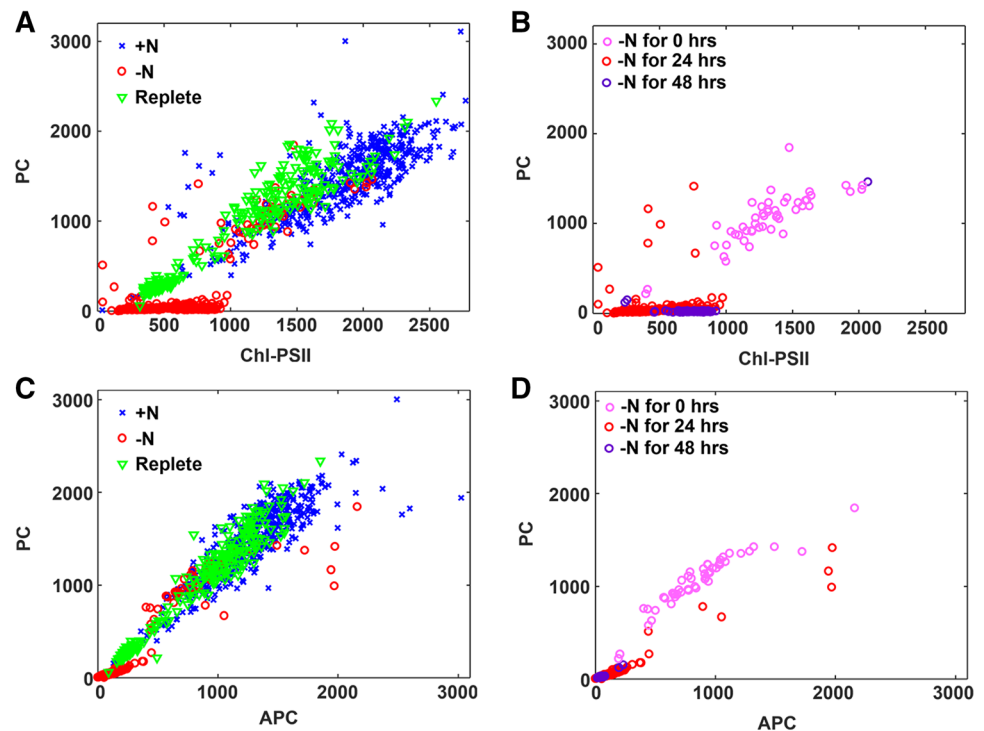 A
+N
-N
Replete
3000
2000
1000
0
PC
0 500 1000 1500 2000 2500
Chl-PSII
B
-N for 0 hrs
-N for 24 hrs
-N for 48 hrs
3000
2000
1000
0
PC
0 500 1000 1500 2000 2500
Chl-PSII
C
+N
-N
Replete
3000
2000
1000
0
PC
0 1000 2000 3000
APC
D
-N for 0 hrs
-N for 24 hrs
-N for 48 hrs
3000
2000
1000
0
PC
0 1000 2000 3000
APC